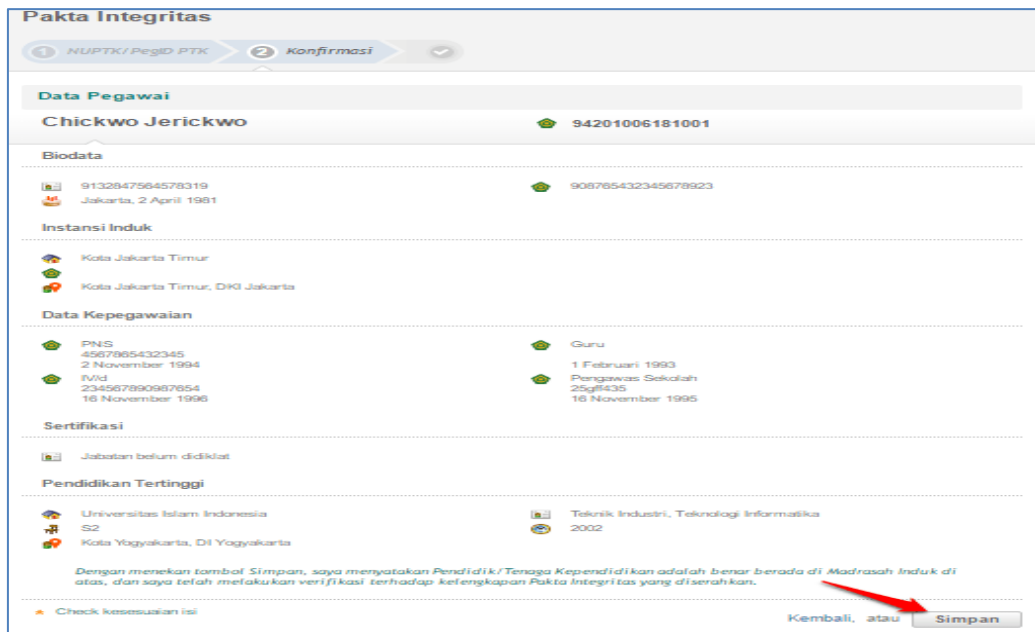 Pakta Integritas
1 NUPTK/PegID PTK 2 Konfirmasi
Data Pegawai
Chickwo Jerickwo 94201006181001
Biodata
9132847564578319 908765432345678923
Jakarta, 2 April 1981
Instansi Induk
Kota Jakarta Timur
Kota Jakarta Timur, DKI Jakarta
Data Kepegawaian
PNS Guru
4567865432345
2 November 1994 1 Februari 1993
IV/d Pengawas Sekolah
234567890987654 25gff435
16 November 1996 16 November 1995
Sertifikasi
Jabatan belum didiklat
Pendidikan Tertinggi
Universitas Islam Indonesia Teknik Industri, Teknologi Informatika
S2 2002
Kota Yogyakarta, DI Yogyakarta
Dengan menekan tombol Simpan, saya menyatakan Pendidik/Tenaga Kependidikan adalah benar berada di Madrasah Induk di
atas, dan saya telah melakukan verifikasi terhadap kelengkapan Pakta Integritas yang diserahkan.
Check kesesuaian isi
Kembali, atau Simpan